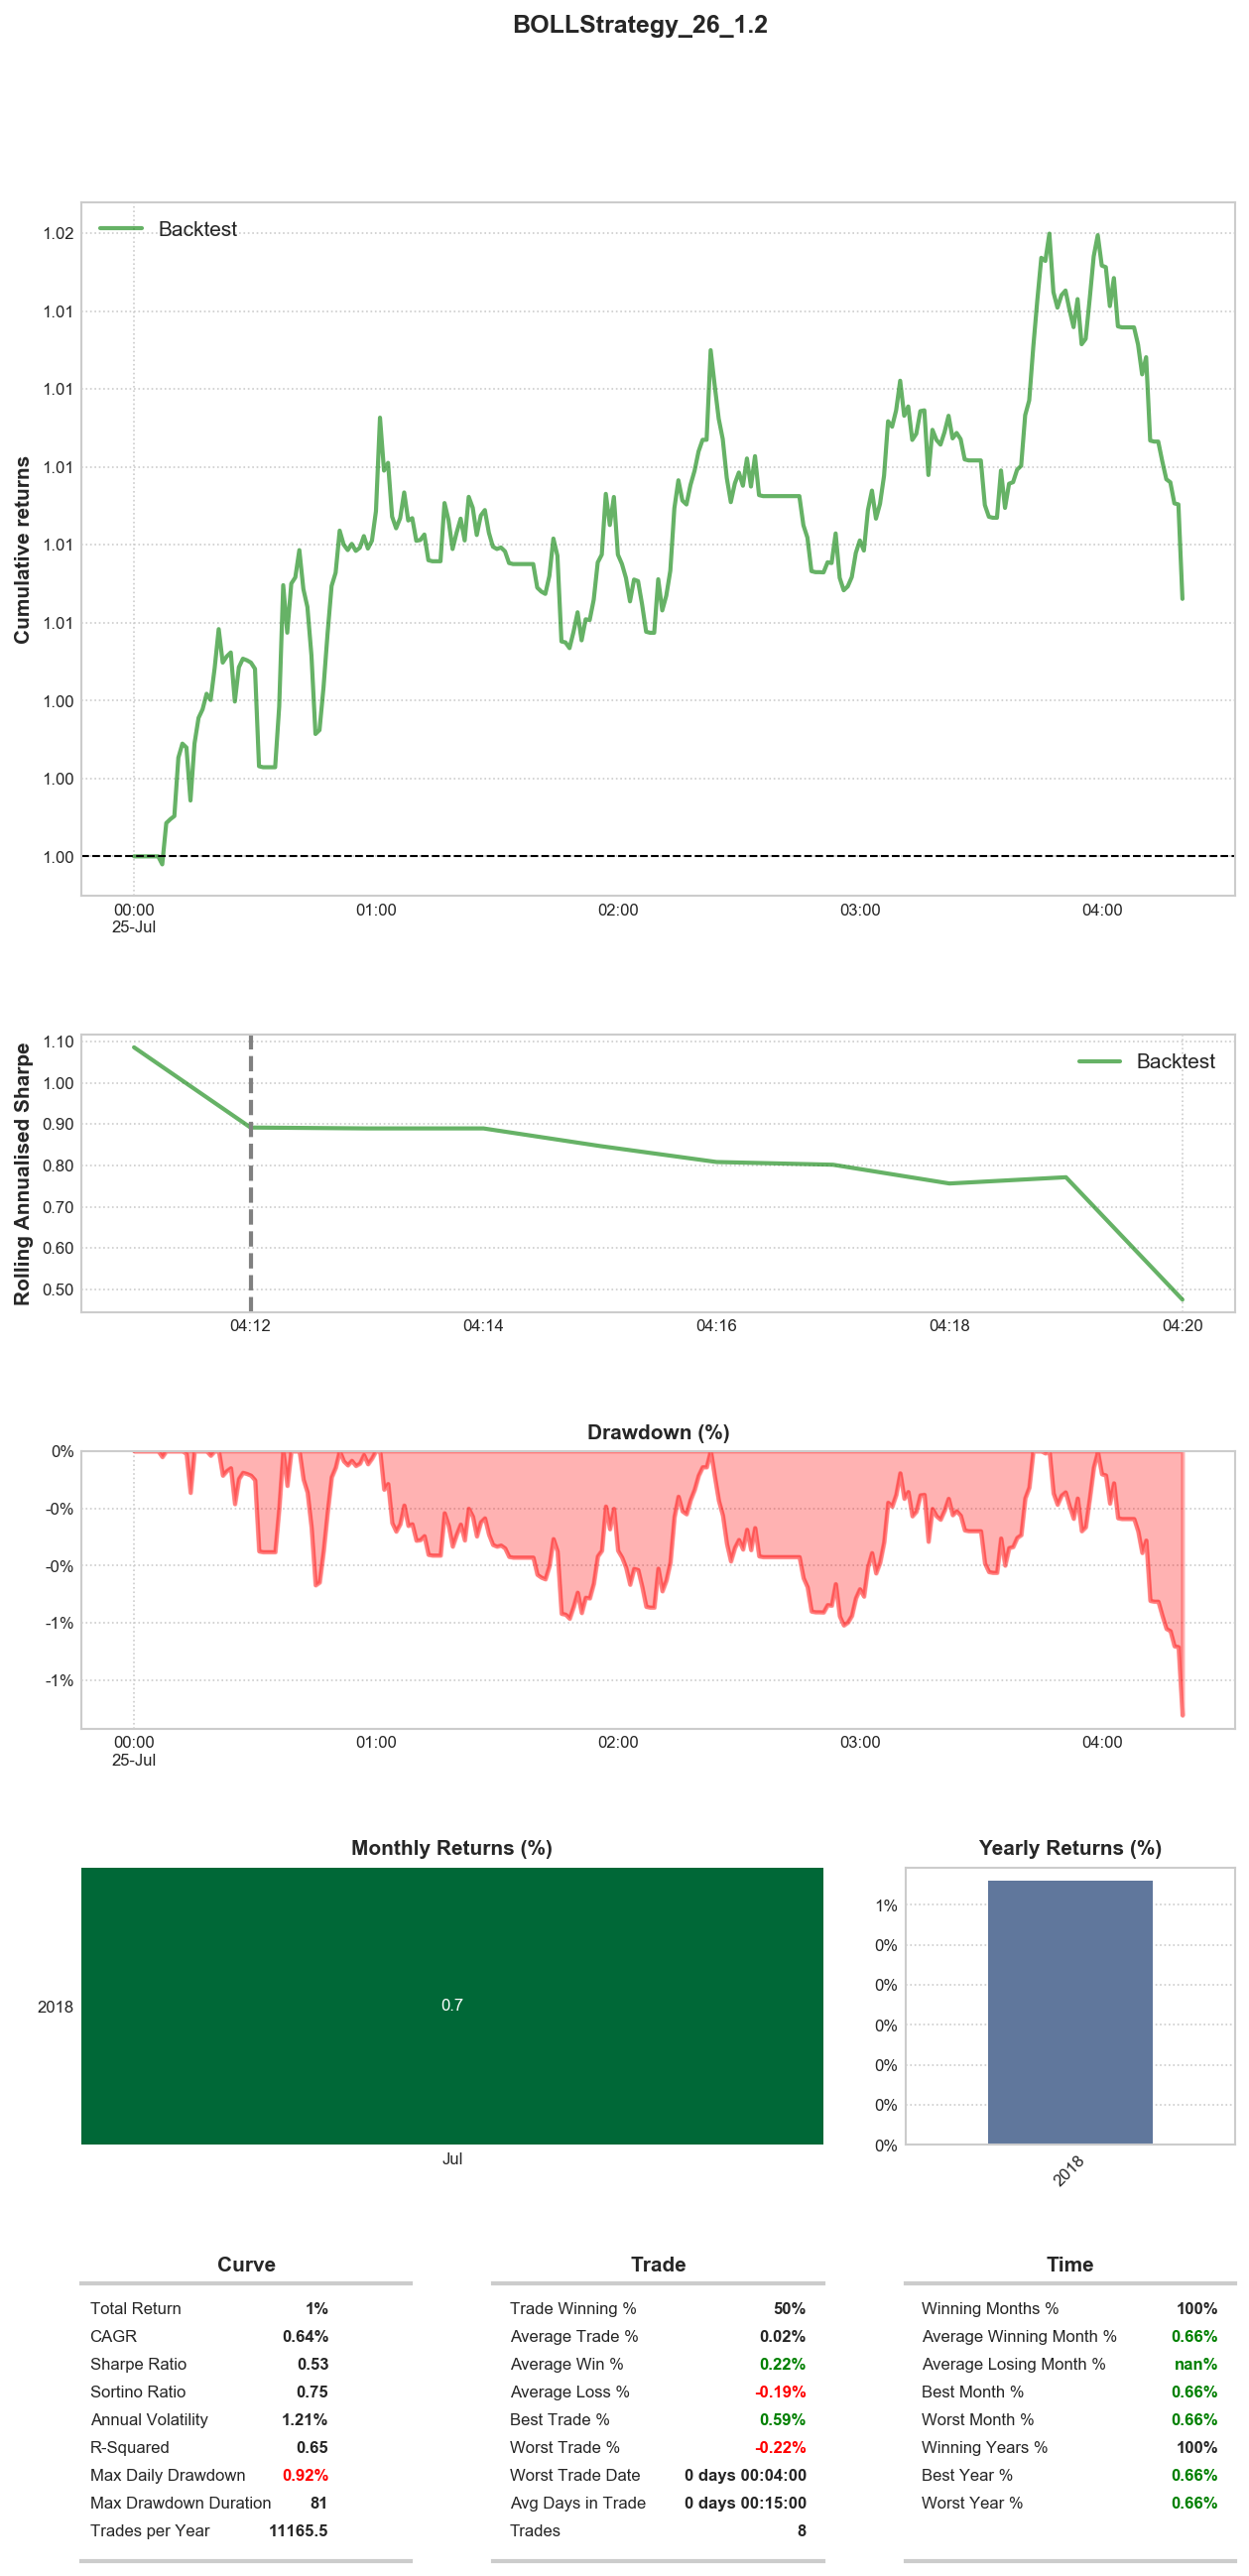 BOLLStrategy_26_1.2
Backtest
Cumulative returns
1.02
1.01
1.01
1.01
1.01
1.01
1.00
1.00
1.00
00:00 01:00 02:00 03:00 04:00
25-Jul
Rolling Annualised Sharpe
Backtest
1.10
1.00
0.90
0.80
0.70
0.60
0.50
04:12 04:14 04:16 04:18 04:20
Drawdown (%)
0%
-0%
-0%
-1%
-1%
00:00 01:00 02:00 03:00 04:00
25-Jul
Monthly Returns (%)
2018
0.7
Jul
Yearly Returns (%)
1%
0%
0%
0%
0%
0%
0%
2018
Curve
Total Return 1%
CAGR 0.64%
Sharpe Ratio 0.53
Sortino Ratio 0.75
Annual Volatility 1.21%
R-Squared 0.65
Max Daily Drawdown 0.92%
Max Drawdown Duration 81
Trades per Year 11165.5
Trade
Trade Winning % 50%
Average Trade % 0.02%
Average Win % 0.22%
Average Loss % -0.19%
Best Trade % 0.59%
Worst Trade % -0.22%
Worst Trade Date 0 days 00:04:00
Avg Days in Trade 0 days 00:15:00
Trades 8
Time
Winning Months % 100%
Average Winning Month % 0.66%
Average Losing Month % nan%
Best Month % 0.66%
Worst Month % 0.66%
Winning Years % 100%
Best Year % 0.66%
Worst Year % 0.66%